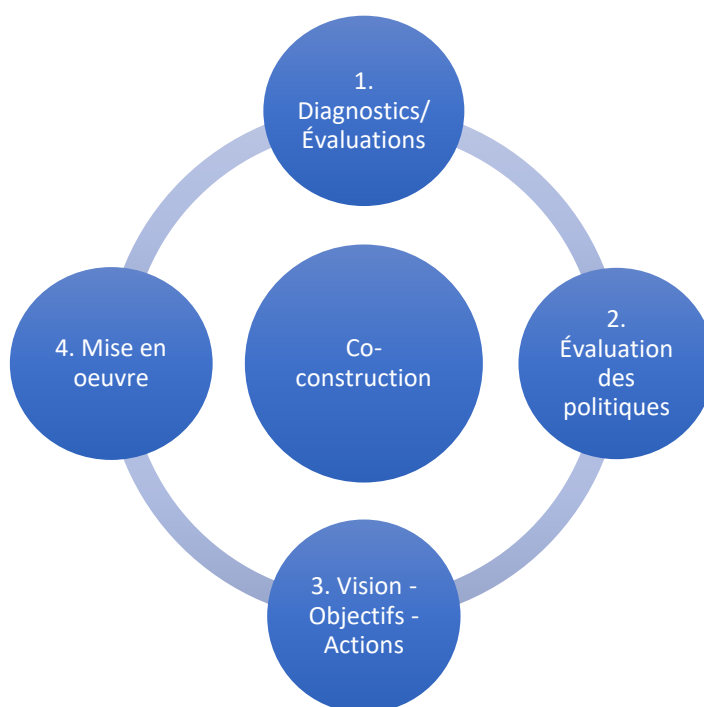 1.
Diagnostics/
Évaluations
4. Mise en
oeuvre
Co-
construction
2.
Évaluation
des
politiques
3. Vision -
Objectifs -
Actions